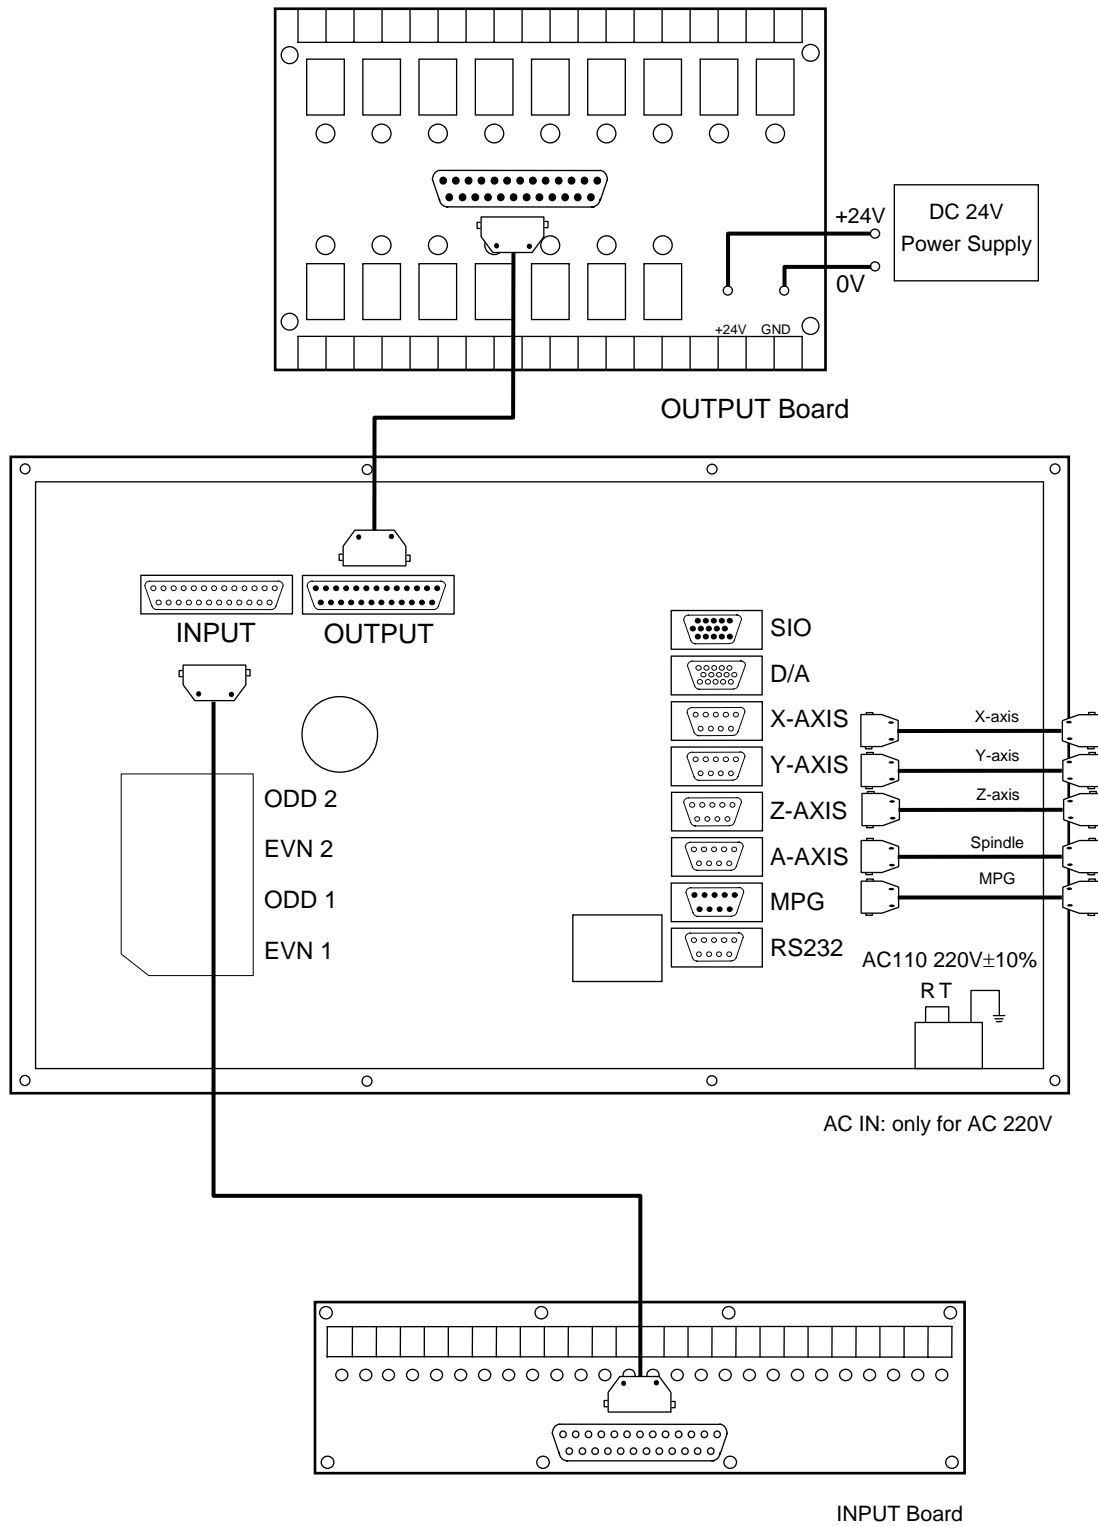 +24V
DC 24V
Power Supply
0V
+24V GND
OUTPUT Board
INPUT
OUTPUT
SIO
D/A
X-AXIS
X-axis
Y-AXIS
Y-axis
Z-AXIS
Z-axis
A-AXIS
Spindle
MPG
MPG
RS232
ODD 2
EVN 2
ODD 1
EVN 1
AC110 220V±10%
R T
AC IN: only for AC 220V
INPUT Board